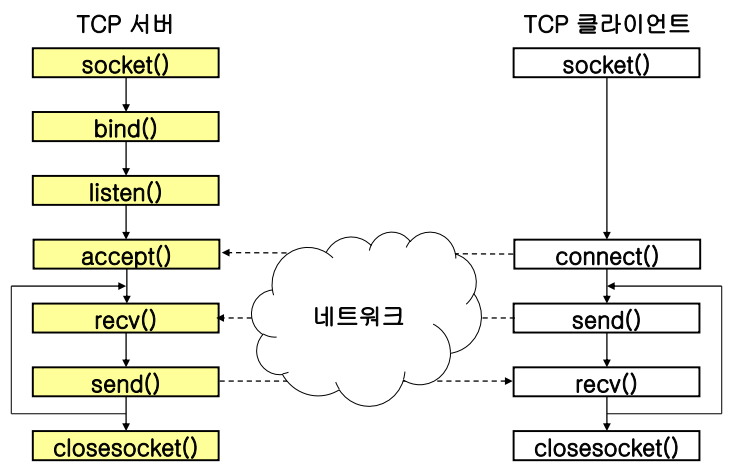 TCP 서버
socket()
bind()
listen()
accept()
recv()
send()
closesocket()
네트워크
TCP 클라이언트
socket()
connect()
send()
recv()
closesocket()